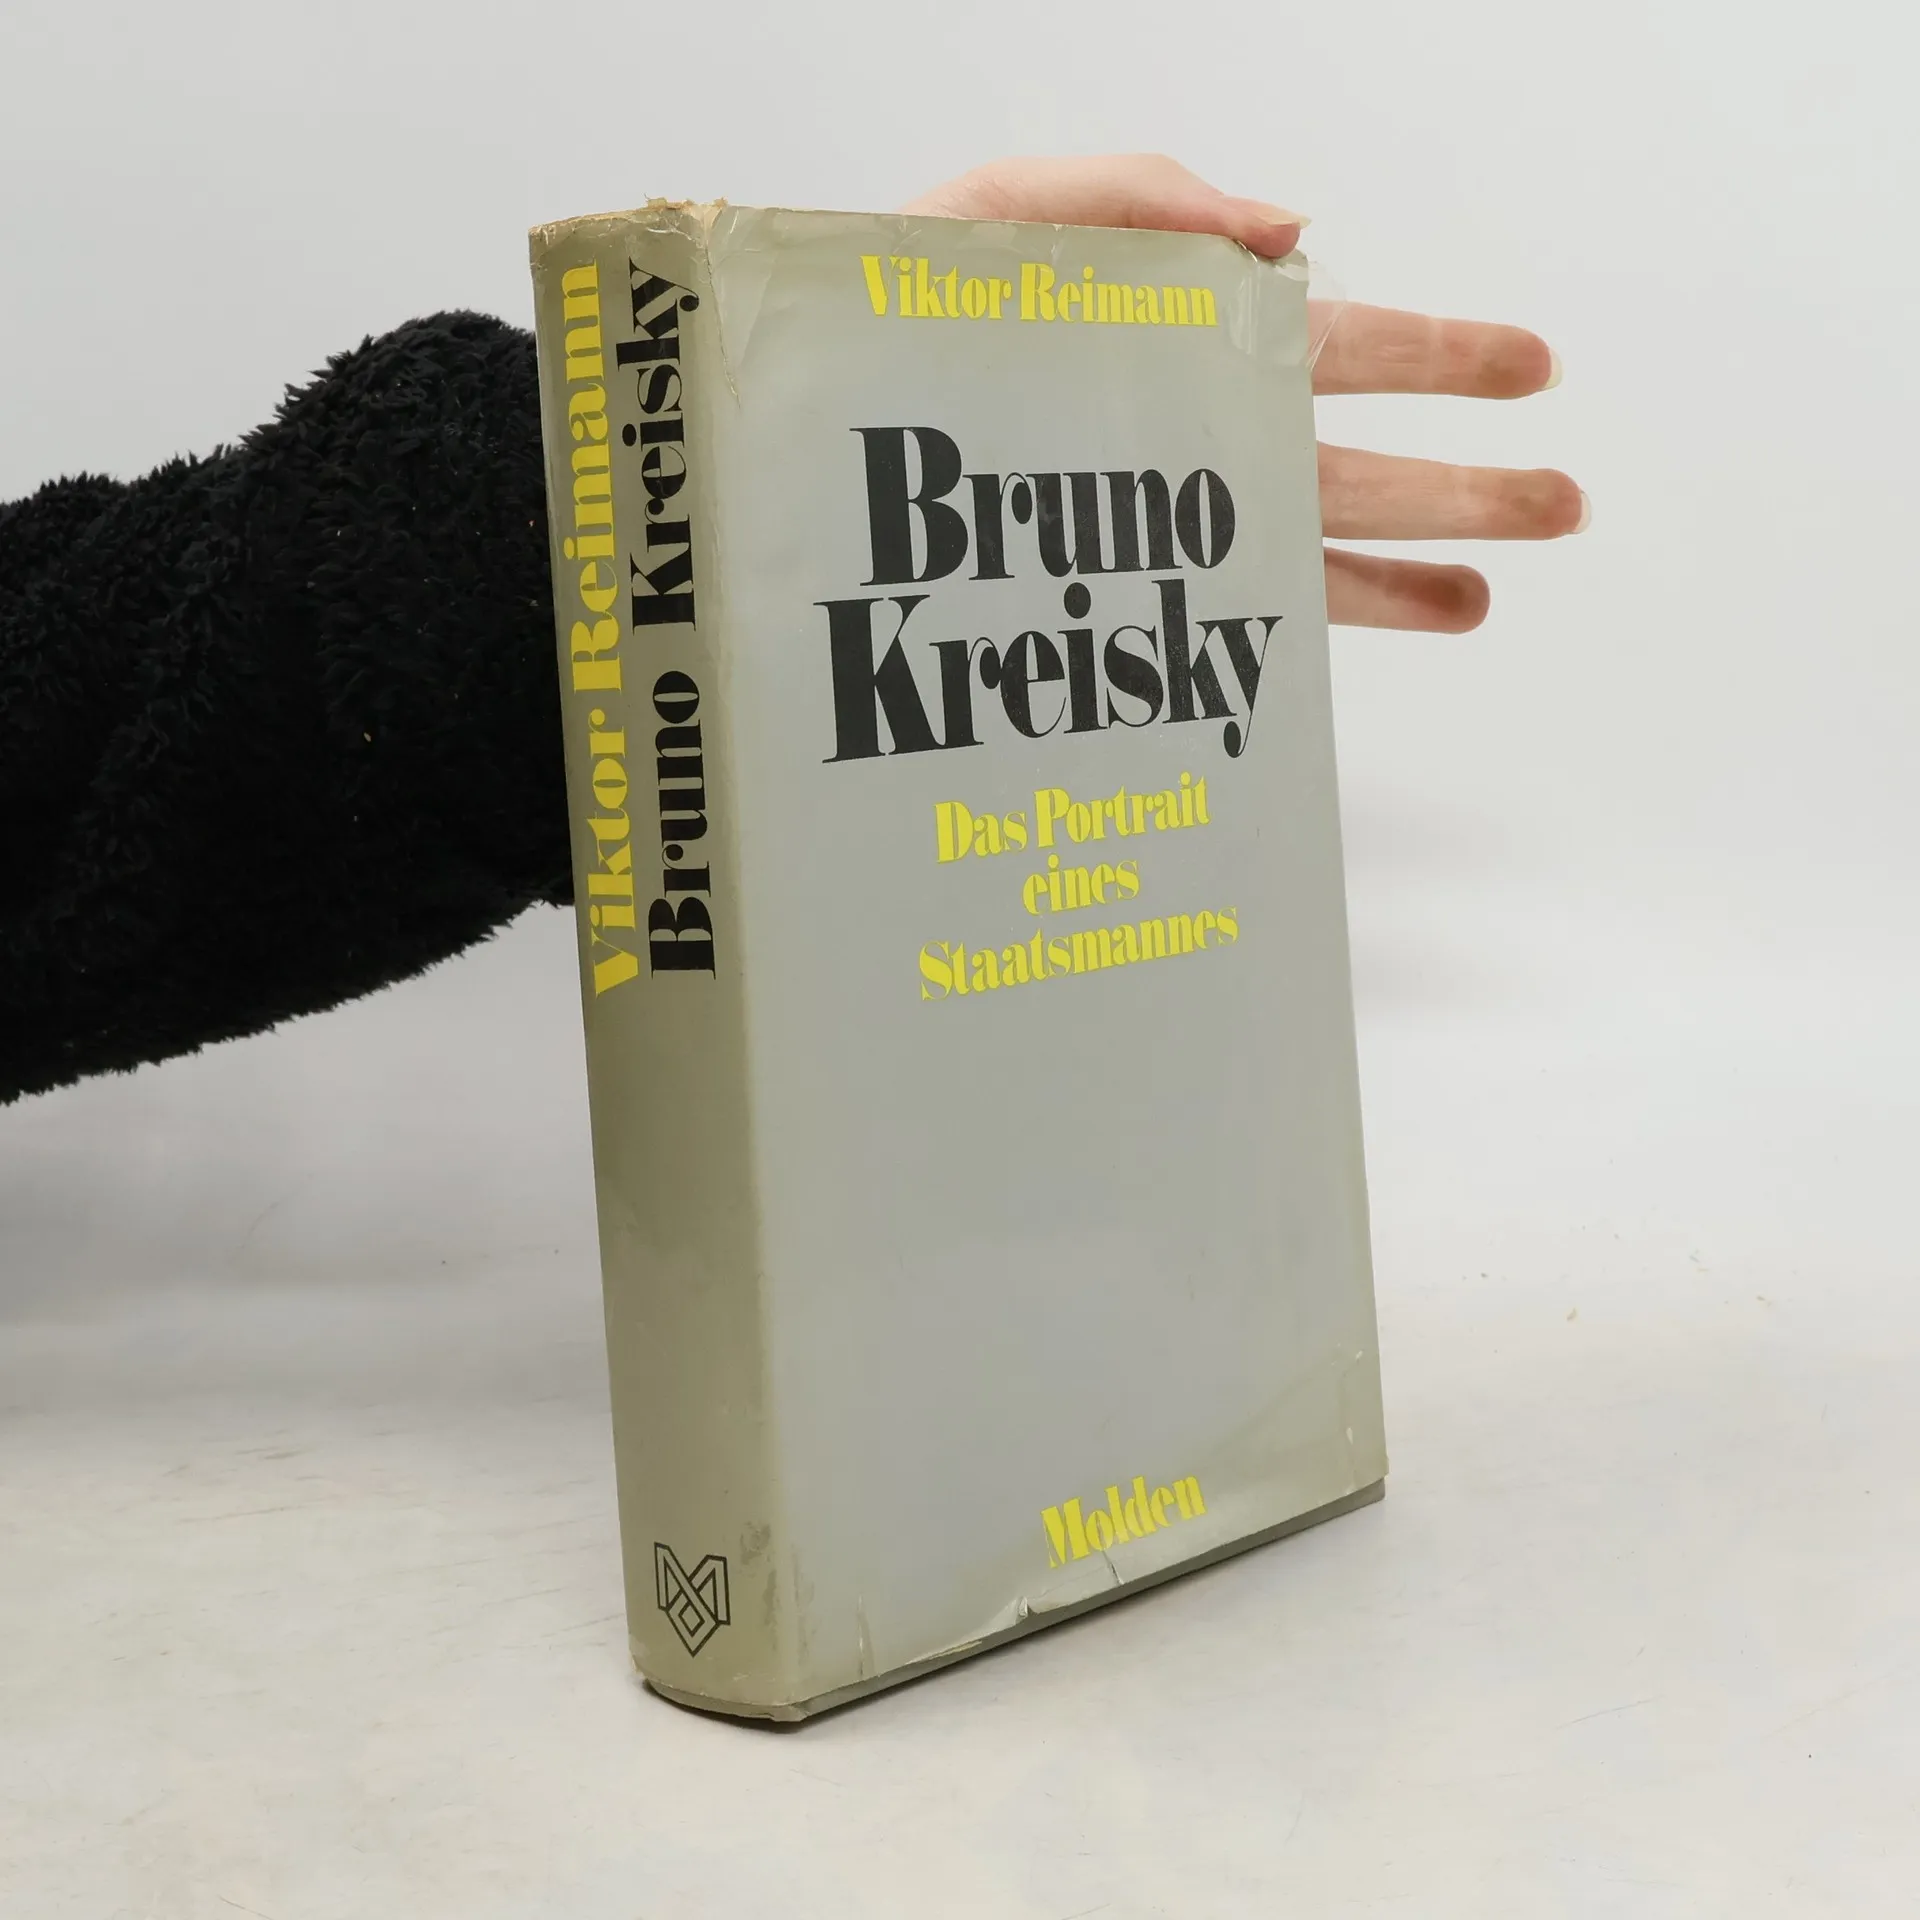 Viktor Reimann
Bruno Kreisky
Viktor Reimann
Bruno
Kreisky
Das Portrait
eines
Staatsmannes
Molden